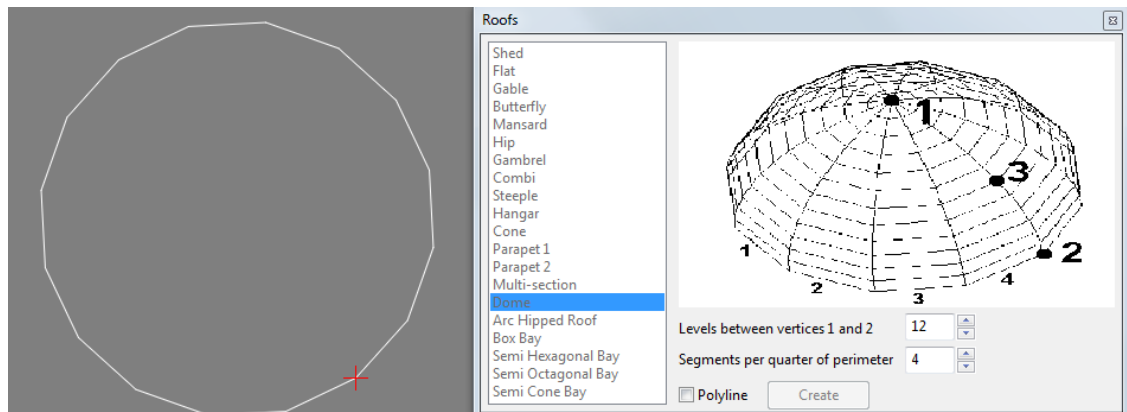 Roofs
Shed
Flat
Gable
Butterfly
Mansard
Hip
Gambrel
Combi
Steeple
Hangar
Cone
Parapet 1
Parapet 2
Multi-section
Dome
Arc Hipped Roof
Box Bay
Semi Hexagonal Bay
Semi Octagonal Bay
Semi Cone Bay
1
3
2
1
2
3
4
Levels between vertices 1 and 2 12
Segments per quarter of perimeter 4
Polyline Create